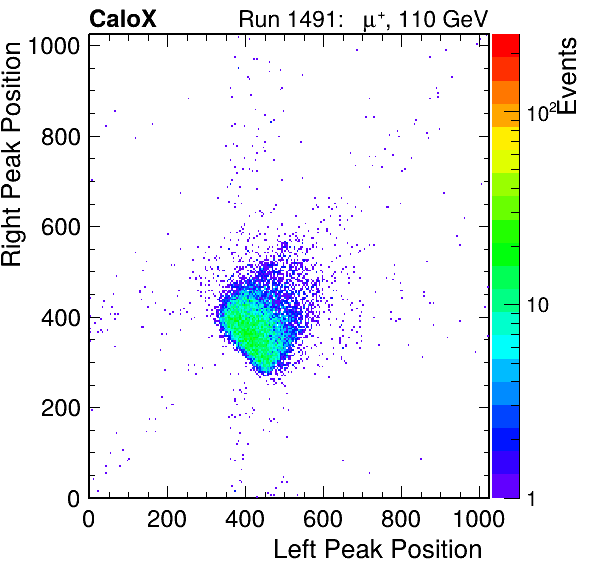 CaloX Run 1491: μ⁺, 110 GeV
Events
Right Peak Position
1000
800
600
400
200
0
10²
10
1
0 200 400 600 800 1000
Left Peak Position